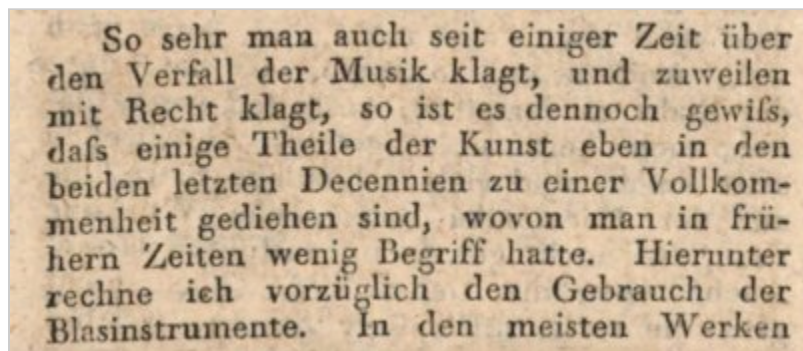 So sehr man auch seit einiger Zeit über
den Verfall der Musik klagt, und zuweilen
mit Recht klagt, so ist es dennoch gewiſs,
daſs einige Theile der Kunst eben in den
beiden letzten Decennien zu einer Vollkom-
menheit gediehen sind, wovon man in frü-
hern Zeiten wenig Begriff hatte. Hierunter
rechne ich vorzüglich den Gebrauch der
Blasinstrumente. In den meisten Werken